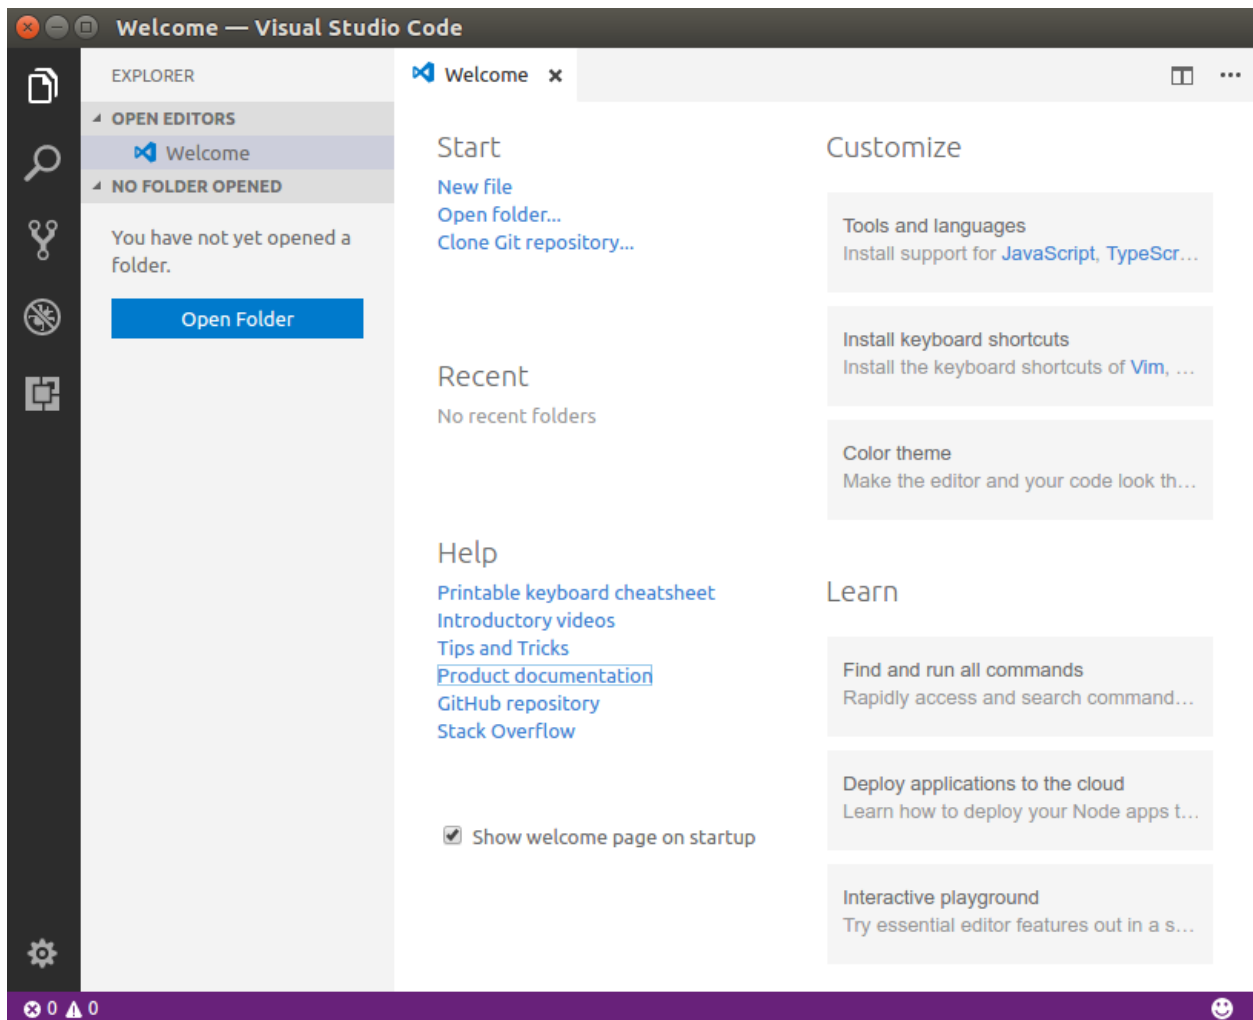 Welcome — Visual Studio Code
EXPLORER
OPEN EDITORS
Welcome
NO FOLDER OPENED
You have not yet opened a
folder.
Open Folder
Welcome
Start
New file
Open folder...
Clone Git repository...
Recent
No recent folders
Help
Printable keyboard cheatsheet
Introductory videos
Tips and Tricks
Product documentation
GitHub repository
Stack Overflow
Show welcome page on startup
Customize
Tools and languages
Install support for JavaScript, TypeScr...
Install keyboard shortcuts
Install the keyboard shortcuts of Vim, ...
Color theme
Make the editor and your code look th...
Learn
Find and run all commands
Rapidly access and search command...
Deploy applications to the cloud
Learn how to deploy your Node apps t...
Interactive playground
Try essential editor features out in a s...
0 0